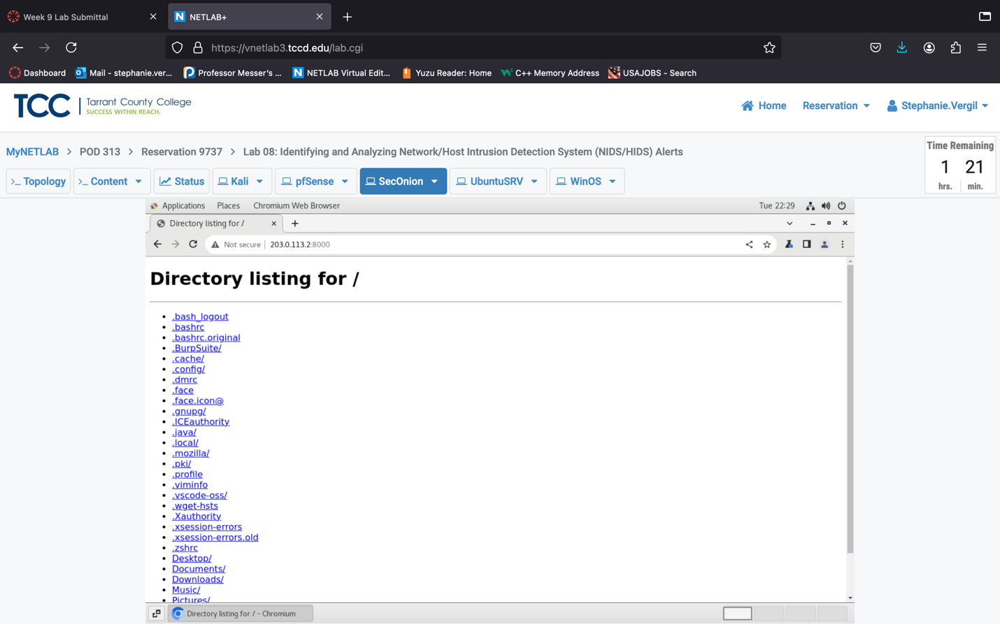 Week 9 Lab Submittal
NETLAB+
https://vnetlab3.tccd.edu/lab.cgi
Dashboard
Mail - stephanie.ver...
Professor Messer's ...
NETLAB Virtual Edit...
Yuzu Reader: Home
C++ Memory Address
USAJOBS - Search
TCC
Tarrant County College
SUCCESS WITHIN REACH.
Home
Reservation
Stephanie.Vergil
MyNETLAB > POD 313 > Reservation 9737 > Lab 08: Identifying and Analyzing Network/Host Intrusion Detection System (NIDS/HIDS) Alerts
Time Remaining
1 21
hrs. min.
>_ Topology
>_ Content
Status
Kali
pfSense
SecOnion
UbuntuSRV
WinOS
Applications Places Chromium Web Browser
Tue 22:29
Directory listing for /
Not secure | 203.0.113.2:8000
Directory listing for /
.bash_logout
.bashrc
.bashrc.original
.BurpSuite/
.cache/
.config/
.dmrc
.face
.face.icon@
.gnupg/
.ICEauthority
.java/
.local/
.mozilla/
.pki/
.profile
.viminfo
.vscode-oss/
.wget-hsts
.Xauthority
.xsession-errors
.xsession-errors.old
.zshrc
Desktop/
Documents/
Downloads/
Music/
Pictures/
Directory listing for / - Chromium